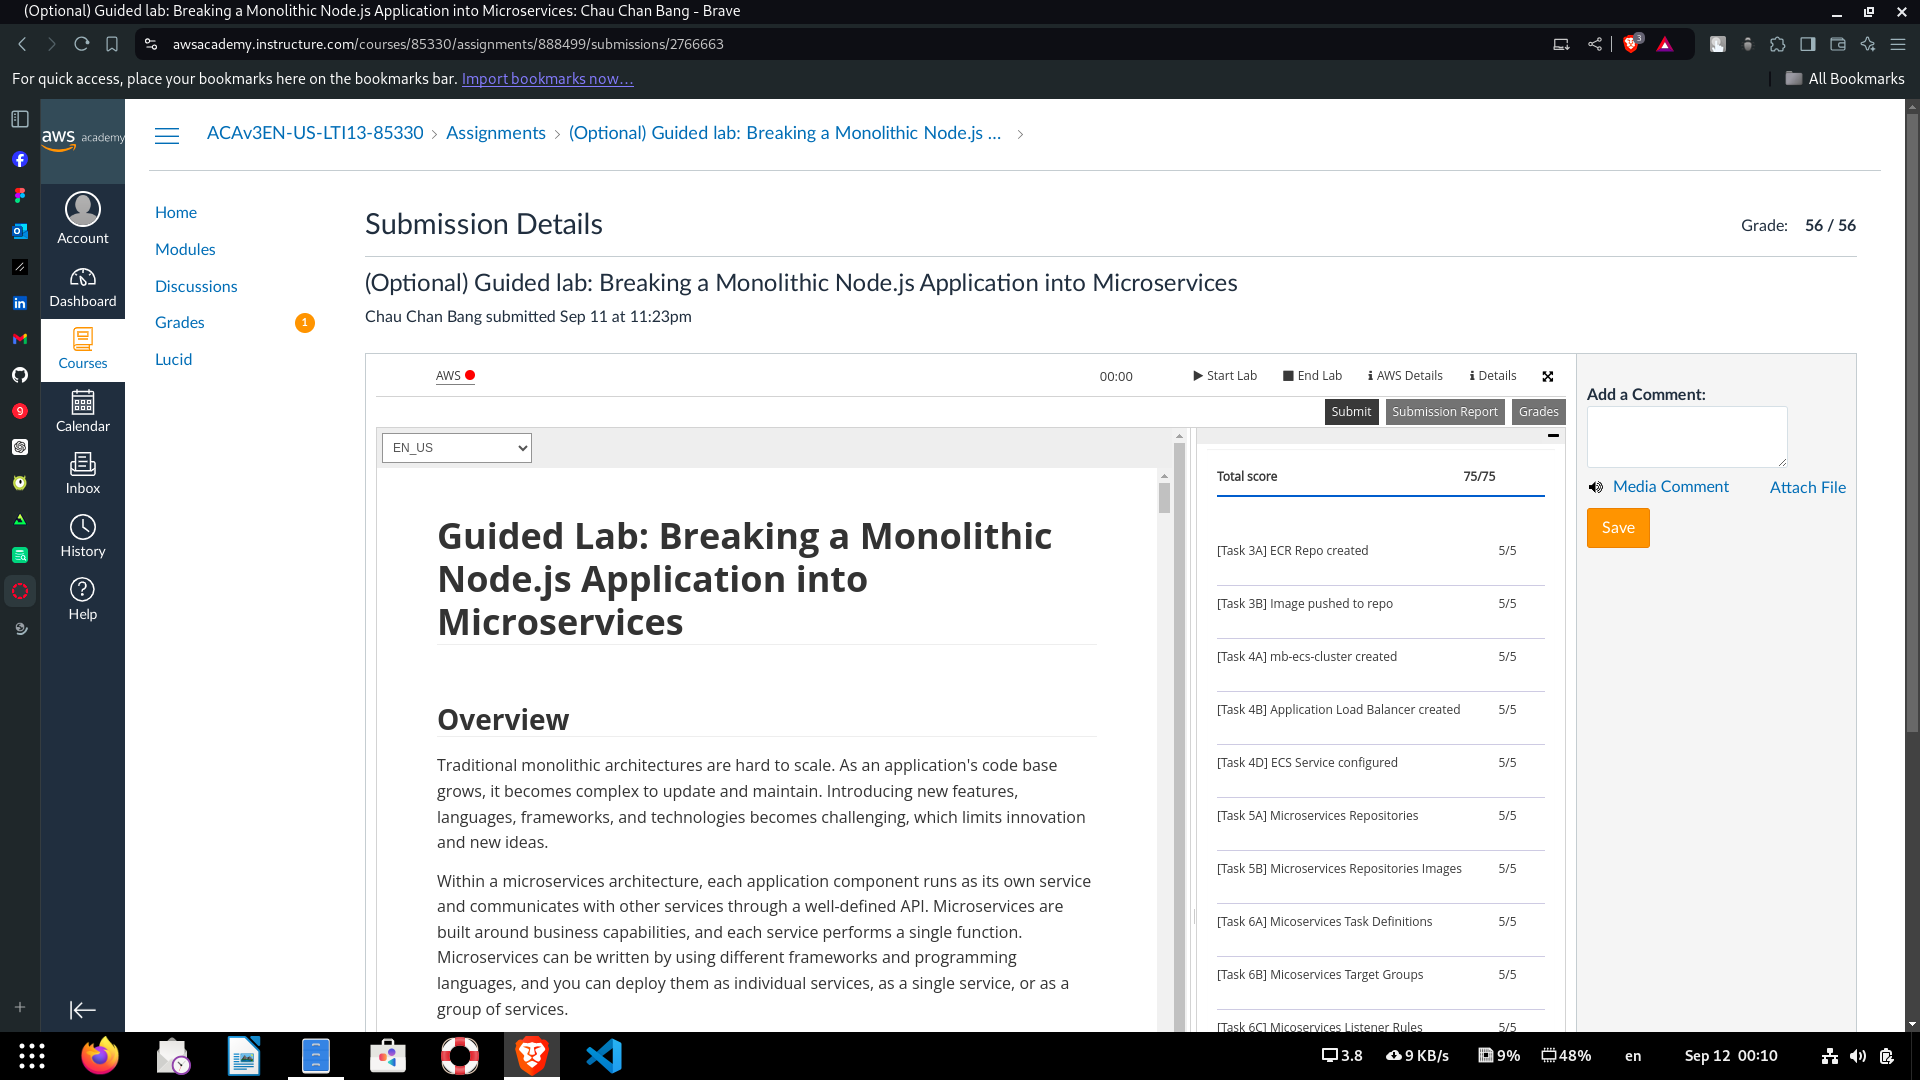 (Optional) Guided lab: Breaking a Monolithic Node.js Application into Microservices: Chau Chan Bang - Brave
awsacademy.instructure.com/courses/85330/assignments/888499/submissions/2766663
3
For quick access, place your bookmarks here on the bookmarks bar. Import bookmarks now...
All Bookmarks
aws academy
ACAv3EN-US-LTI13-85330 > Assignments > (Optional) Guided lab: Breaking a Monolithic Node.js ... >
Account
Dashboard
Courses
Calendar
Inbox
History
Help
9
Home
Modules
Discussions
Grades 1
Lucid
Submission Details
Grade: 56 / 56
(Optional) Guided lab: Breaking a Monolithic Node.js Application into Microservices
Chau Chan Bang submitted Sep 11 at 11:23pm
AWS
00:00
Start Lab
End Lab
AWS Details
Details
Submit
Submission Report
Grades
EN_US
Guided Lab: Breaking a Monolithic
Node.js Application into
Microservices
Overview
Traditional monolithic architectures are hard to scale. As an application's code base
grows, it becomes complex to update and maintain. Introducing new features,
languages, frameworks, and technologies becomes challenging, which limits innovation
and new ideas.
Within a microservices architecture, each application component runs as its own service
and communicates with other services through a well-defined API. Microservices are
built around business capabilities, and each service performs a single function.
Microservices can be written by using different frameworks and programming
languages, and you can deploy them as individual services, as a single service, or as a
group of services.
Total score 75/75
[Task 3A] ECR Repo created 5/5
[Task 3B] Image pushed to repo 5/5
[Task 4A] mb-ecs-cluster created 5/5
[Task 4B] Application Load Balancer created 5/5
[Task 4D] ECS Service configured 5/5
[Task 5A] Microservices Repositories 5/5
[Task 5B] Microservices Repositories Images 5/5
[Task 6A] Micoservices Task Definitions 5/5
[Task 6B] Micoservices Target Groups 5/5
[Task 6C] Micoservices Listener Rules 5/5
Add a Comment:
Media Comment
Attach File
Save
3.8
9 KB/s
9%
48%
en
Sep 12 00:10